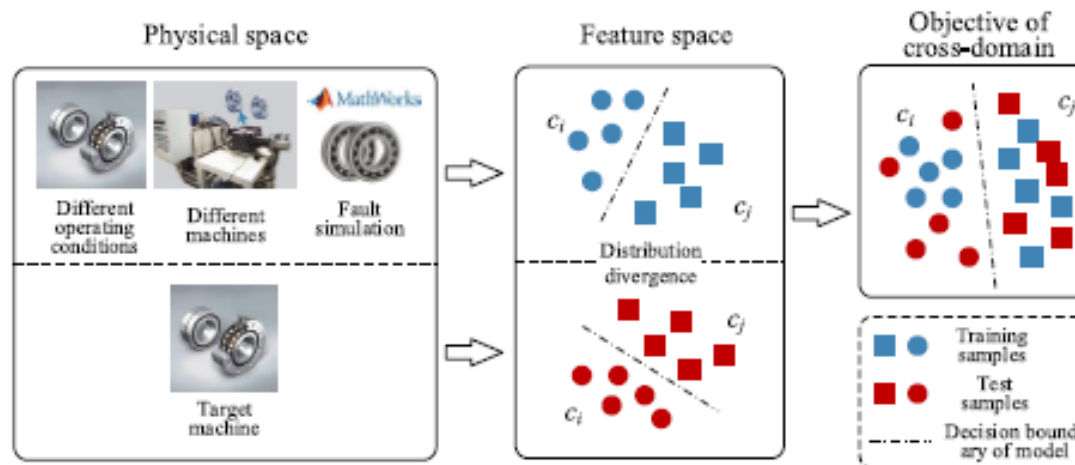 Physical space
Feature space
Objective of
cross-domain
MathWorks
Different
operating
conditions
Different
machines
Fault
simulation
Target
machine
c_i
c_j
Distribution
divergence
c_j
c_i
c_i
c_j
Training
samples
Test
samples
Decision bound-
ary of model